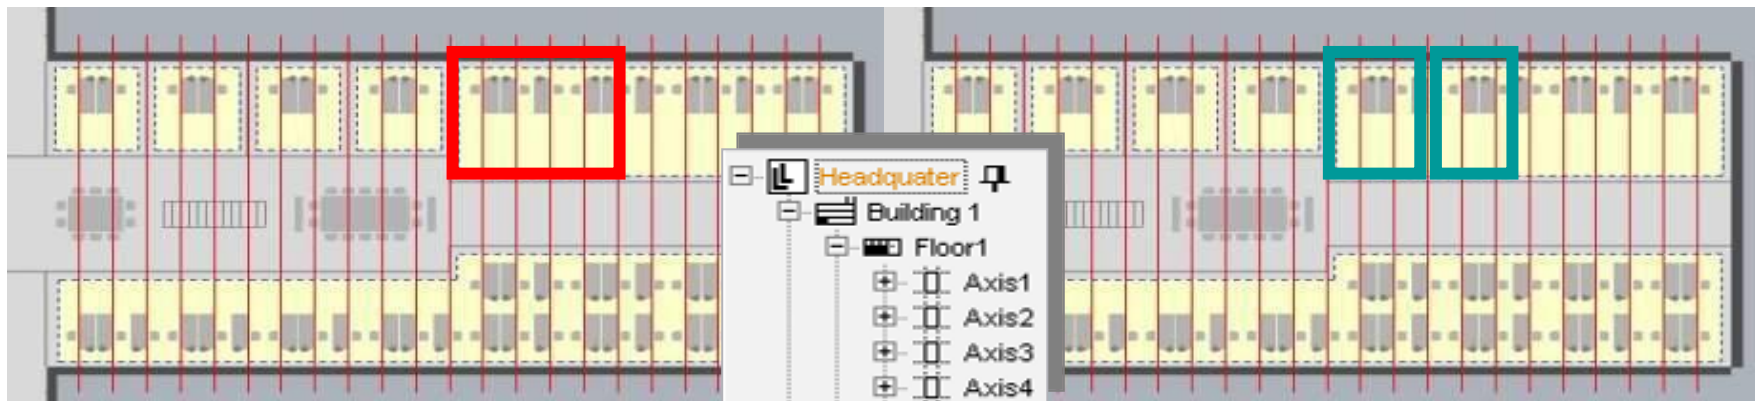 Headquater
Building 1
Floor1
Axis1
Axis2
Axis3
Axis4